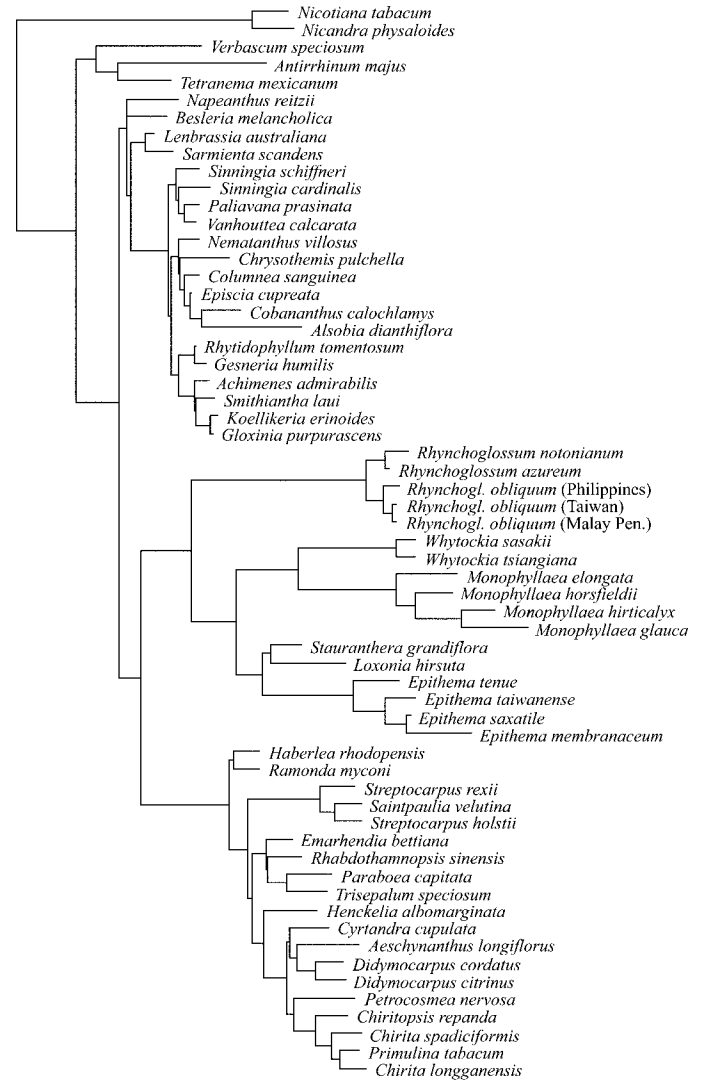 Nicotiana tabacum
Nicandra physaloides
Verbascum speciosum
Antirrhinum majus
Tetranema mexicanum
Napeanthus reitzii
Besleria melancholica
Lenbrassia australiana
Sarmienta scandens
Sinningia schiffneri
Sinningia cardinalis
Paliavana prasinata
Vanhouttea calcarata
Nematanthus villosus
Chrysothemis pulchella
Columnea sanguinea
Episcia cupreata
Cobananthus calochlamys
Alsobia dianthiflora
Rhytidophyllum tomentosum
Gesneria humilis
Achimenes admirabilis
Smithiantha laui
Koellikeria erinoides
Gloxinia purpurascens
Rhynchoglossum notonianum
Rhynchoglossum azureum
Rhynchogl. obliquum (Philippines)
Rhynchogl. obliquum (Taiwan)
Rhynchogl. obliquum (Malay Pen.)
Whytockia sasakii
Whytockia tsiangiana
Monophyllaea elongata
Monophyllaea horsfieldii
Monophyllaea hirticalyx
Monophyllaea glauca
Stauranthera grandiflora
Loxonia hirsuta
Epithema tenue
Epithema taiwanense
Epithema saxatile
Epithema membranaceum
Haberlea rhodopensis
Ramonda myconi
Streptocarpus rexii
Saintpaulia velutina
Streptocarpus holstii
Emarhendia bettiana
Rhabdothamnopsis sinensis
Paraboea capitata
Trisepalum speciosum
Henckelia albomarginata
Cyrtandra cupulata
Aeschynanthus longiflorus
Didymocarpus cordatus
Didymocarpus citrinus
Petrocosmea nervosa
Chiritopsis repanda
Chirita spadiciformis
Primulina tabacum
Chirita longganensis